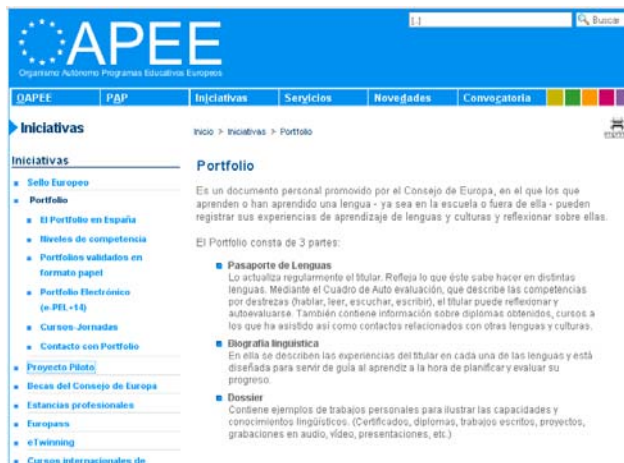 OAPEE
Organismo Autónomo Programas Educativos Europeos
[.]
Buscar
OAPEE PAP Iniciativas Servicios Novedades Convocatoria
Iniciativas
Inicio > Iniciativas > Portfolio
Iniciativas
Sello Europeo
Portfolio
El Portfolio en España
Niveles de competencia
Portfolios validados en
formato papel
Portfolio Electrónico
(e-PEL+14)
Cursos-Jornadas
Contacto con Portfolio
Proyecto Piloto
Becas del Consejo de Europa
Estancias profesionales
Europass
eTwinning
Cursos internacionales de
Portfolio
Es un documento personal promovido por el Consejo de Europa, en el que los que
aprenden o han aprendido una lengua - ya sea en la escuela o fuera de ella - pueden
registrar sus experiencias de aprendizaje de lenguas y culturas y reflexionar sobre ellas.
El Portfolio consta de 3 partes:
Pasaporte de Lenguas
Lo actualiza regularmente el titular. Refleja lo que éste sabe hacer en distintas
lenguas. Mediante el Cuadro de Auto evaluación, que describe las competencias
por destrezas (hablar, leer, escuchar, escribir), el titular puede reflexionar y
autoevaluarse. También contiene información sobre diplomas obtenidos, cursos a
los que ha asistido así como contactos relacionados con otras lenguas y culturas.
Biografía lingüística
En ella se describen las experiencias del titular en cada una de las lenguas y está
diseñada para servir de guía al aprendiz a la hora de planificar y evaluar su
progreso.
Dossier
Contiene ejemplos de trabajos personales para ilustrar las capacidades y
conocimientos lingüísticos. (Certificados, diplomas, trabajos escritos, proyectos,
grabaciones en audio, vídeo, presentaciones, etc.)